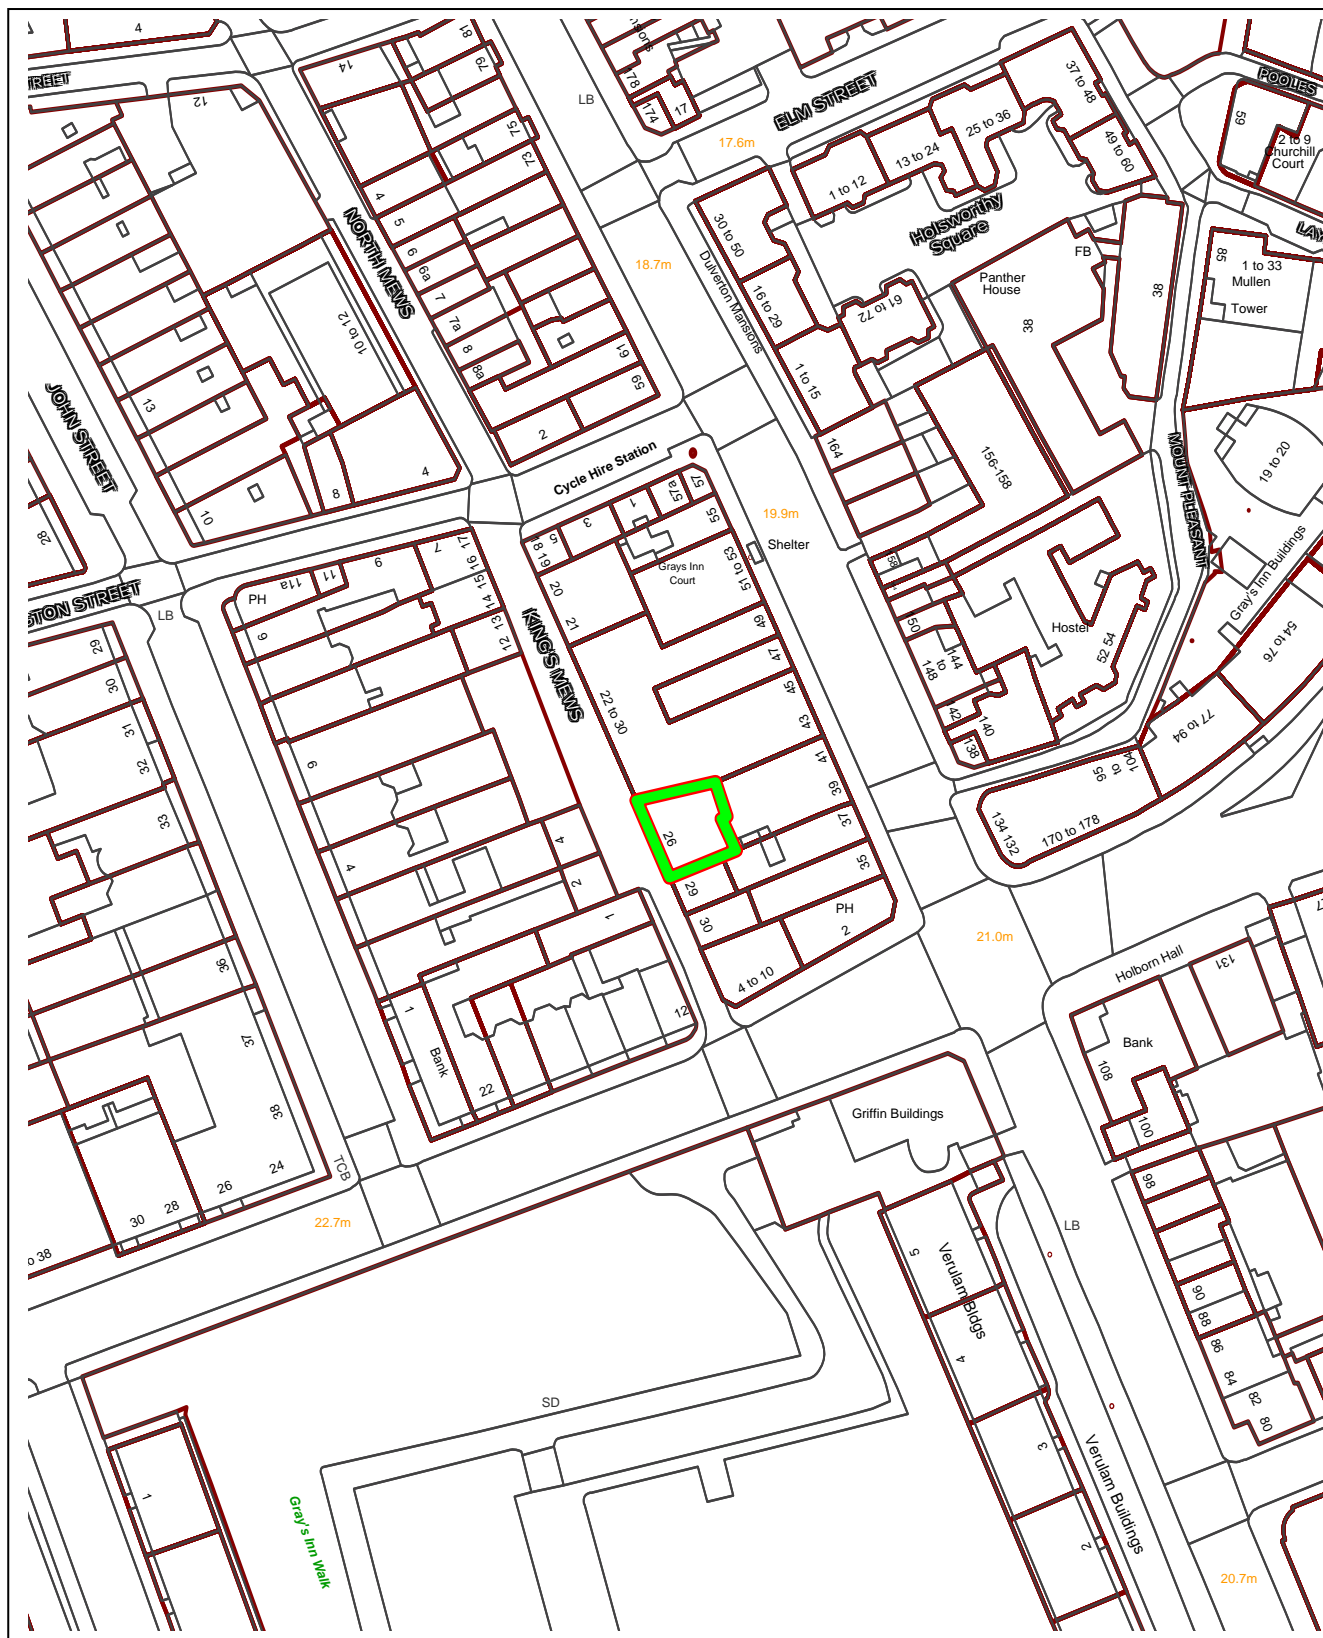 4
TREET
12
14
81
79
75
73
LB
178
174
17
17.6m
ELM STREET
37 to 48
25 to 36
13 to 24
1 to 12
49 to 60
POOLES
59
2 to 9
Churchill
Court
LAY
NORTH MEWS
4
5
6
6a
7
7a
8
8a
10 to 12
61
59
2
18.7m
30 to 50
Dulverton Mansions
16 to 29
1 to 15
61 to 72
Holsworthy
Square
Panther
House
38
FB
38
85
1 to 33
Mullen
Tower
JOHN STREET
13
10
8
4
28
Cycle Hire Station
164
156-158
MOUNT PLEASANT
19 to 20
19.9m
Shelter
57
57a
55
1
3
5
18 19
20
21
Grays Inn
Court
51 to 53
49
47
45
43
41
39
37
35
STON STREET
LB
PH
11a
11
9
7
17
15 16
14
12 13
6
KING'S MEWS
22 to 30
26
29
30
4 to 10
PH
2
58
150
148
to
144
42
140
138
Hostel
52 54
Gray's Inn Buildings
54 to 76
77 to 94
104
to
95
134 132
170 to 178
29
30
31
32
33
36
37
38
9
4
4
2
1
1
Bank
22
12
21.0m
Holborn Hall
131
Bank
108
100
98
Griffin Buildings
TCB
24
26
28
30
o 38
22.7m
LB
Verulam Bldgs
5
4
3
2
Verulam Buildings
90
88
86
84
82
80
SD
1
Gray's Inn Walk
20.7m